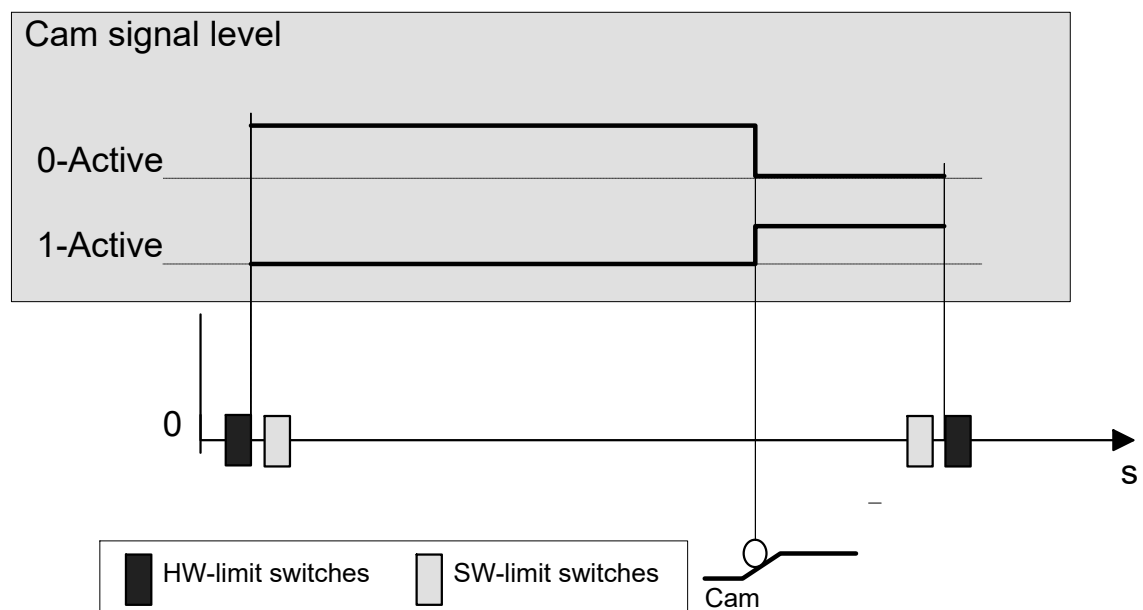 Cam signal level
0-Active
1-Active
0
s
HW-limit switches
SW-limit switches
Cam